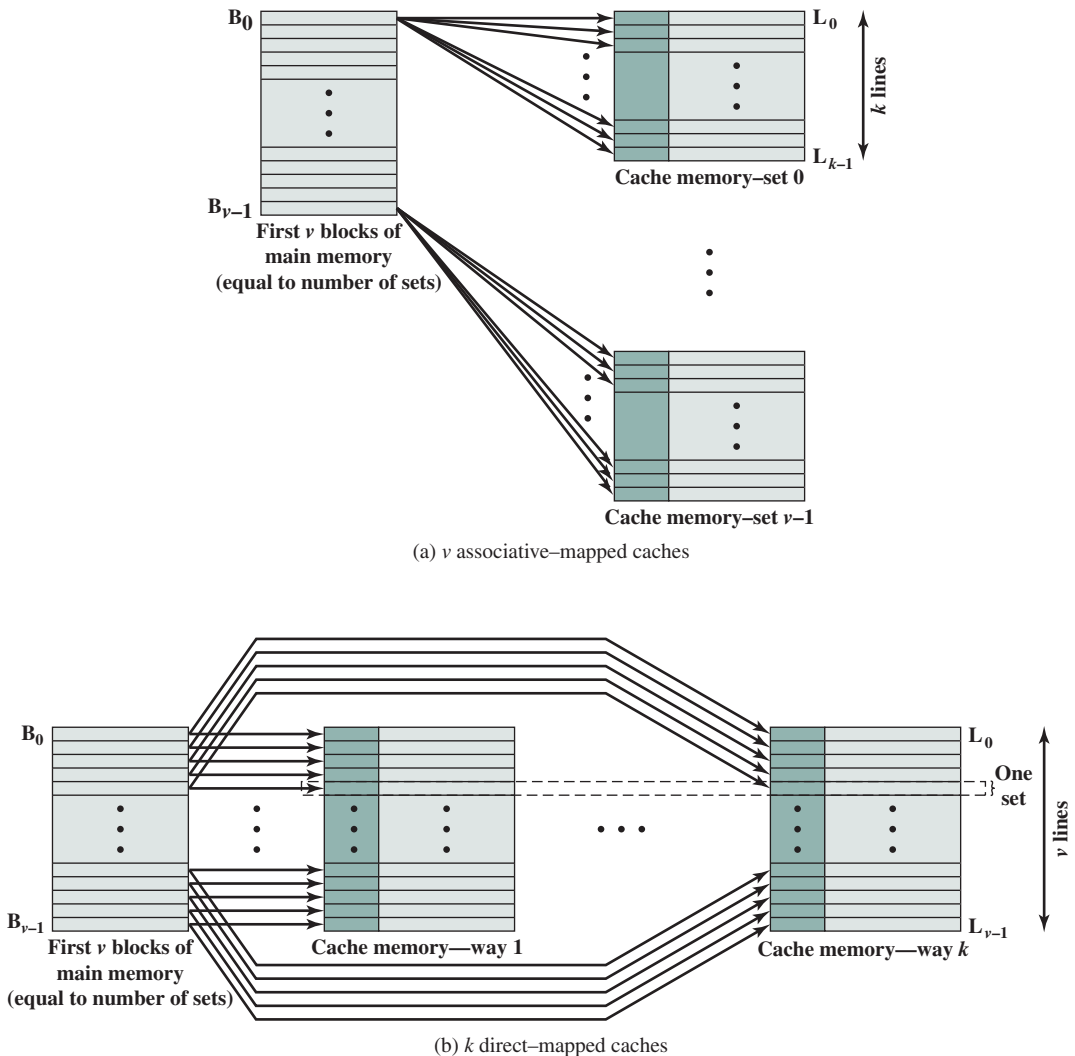 B0
L0
k lines
Lk–1
Cache memory–set 0
Bv–1
First v blocks of
main memory
(equal to number of sets)
Cache memory–set v–1
(a) v associative–mapped caches
B0
L0
One
set
v lines
Bv–1
Lv–1
First v blocks of
main memory
(equal to number of sets)
Cache memory—way 1
Cache memory—way k
(b) k direct–mapped caches